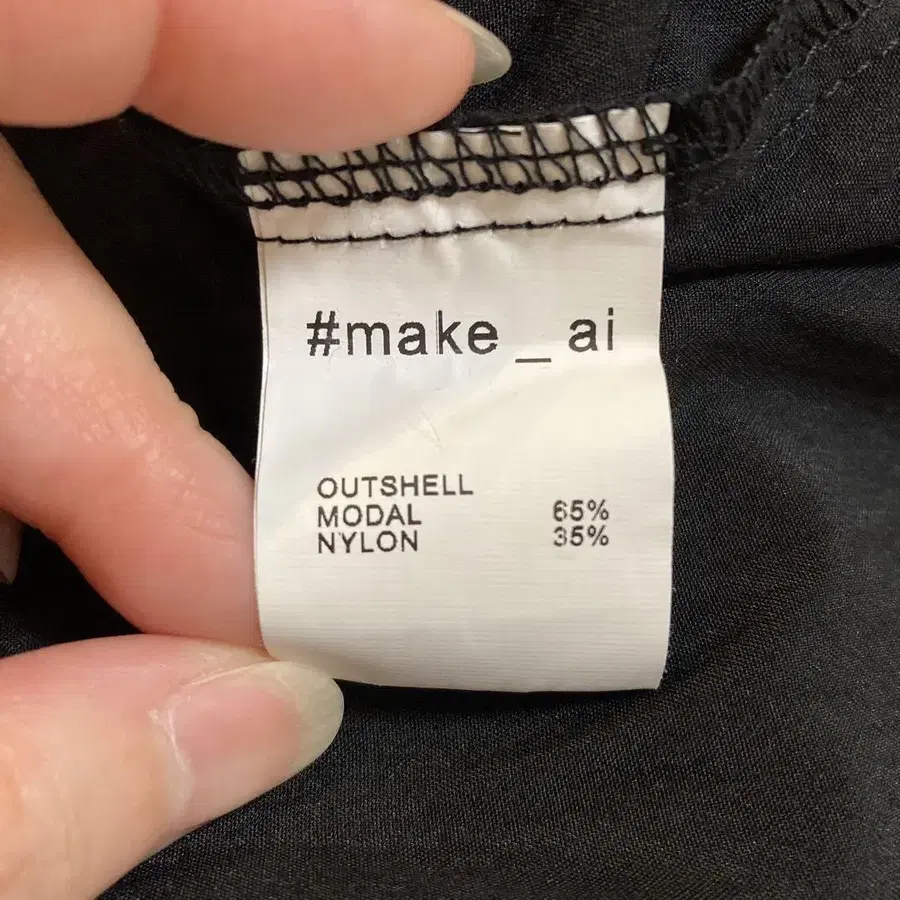 #make _ ai
OUTSHELL
MODAL 65%
NYLON 35%